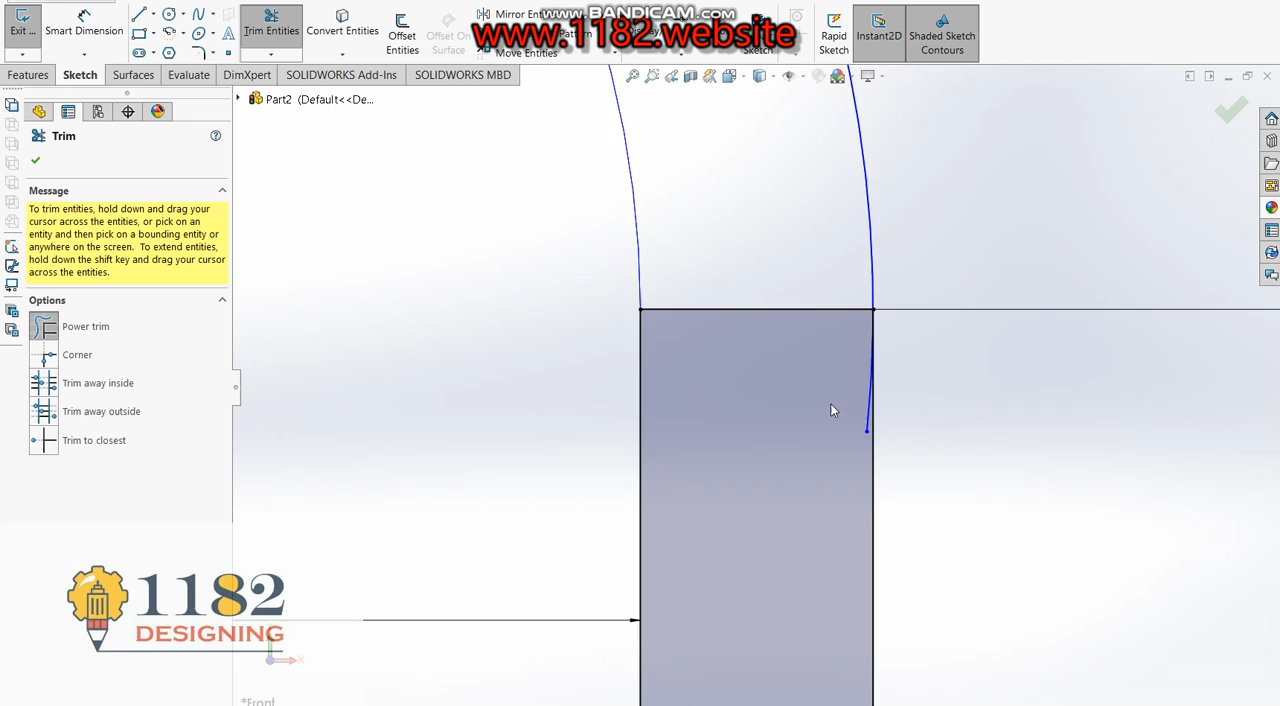 Exit ...
Smart Dimension
Trim Entities
Convert Entities
Offset Entities
Offset On Surface
Mirror Entities
Move Entities
Rapid Sketch
Instant2D
Shaded Sketch Contours
www.BANDICAM.com
www.1182.website
Features
Sketch
Surfaces
Evaluate
DimXpert
SOLIDWORKS Add-Ins
SOLIDWORKS MBD
Part2 (Default<<De...
Trim
Message
To trim entities, hold down and drag your
cursor across the entities, or pick on an
entity and then pick on a bounding entity or
anywhere on the screen. To extend entities,
hold down the shift key and drag your cursor
across the entities.
Options
Power trim
Corner
Trim away inside
Trim away outside
Trim to closest
1182
DESIGNING
X
*Front